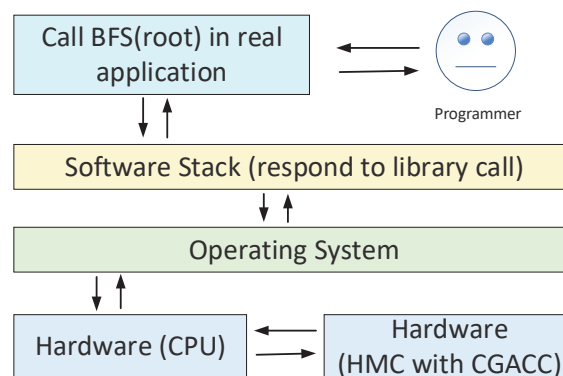 Call BFS(root) in real
application
Programmer
Software Stack (respond to library call)
Operating System
Hardware (CPU)
Hardware
(HMC with CGACC)